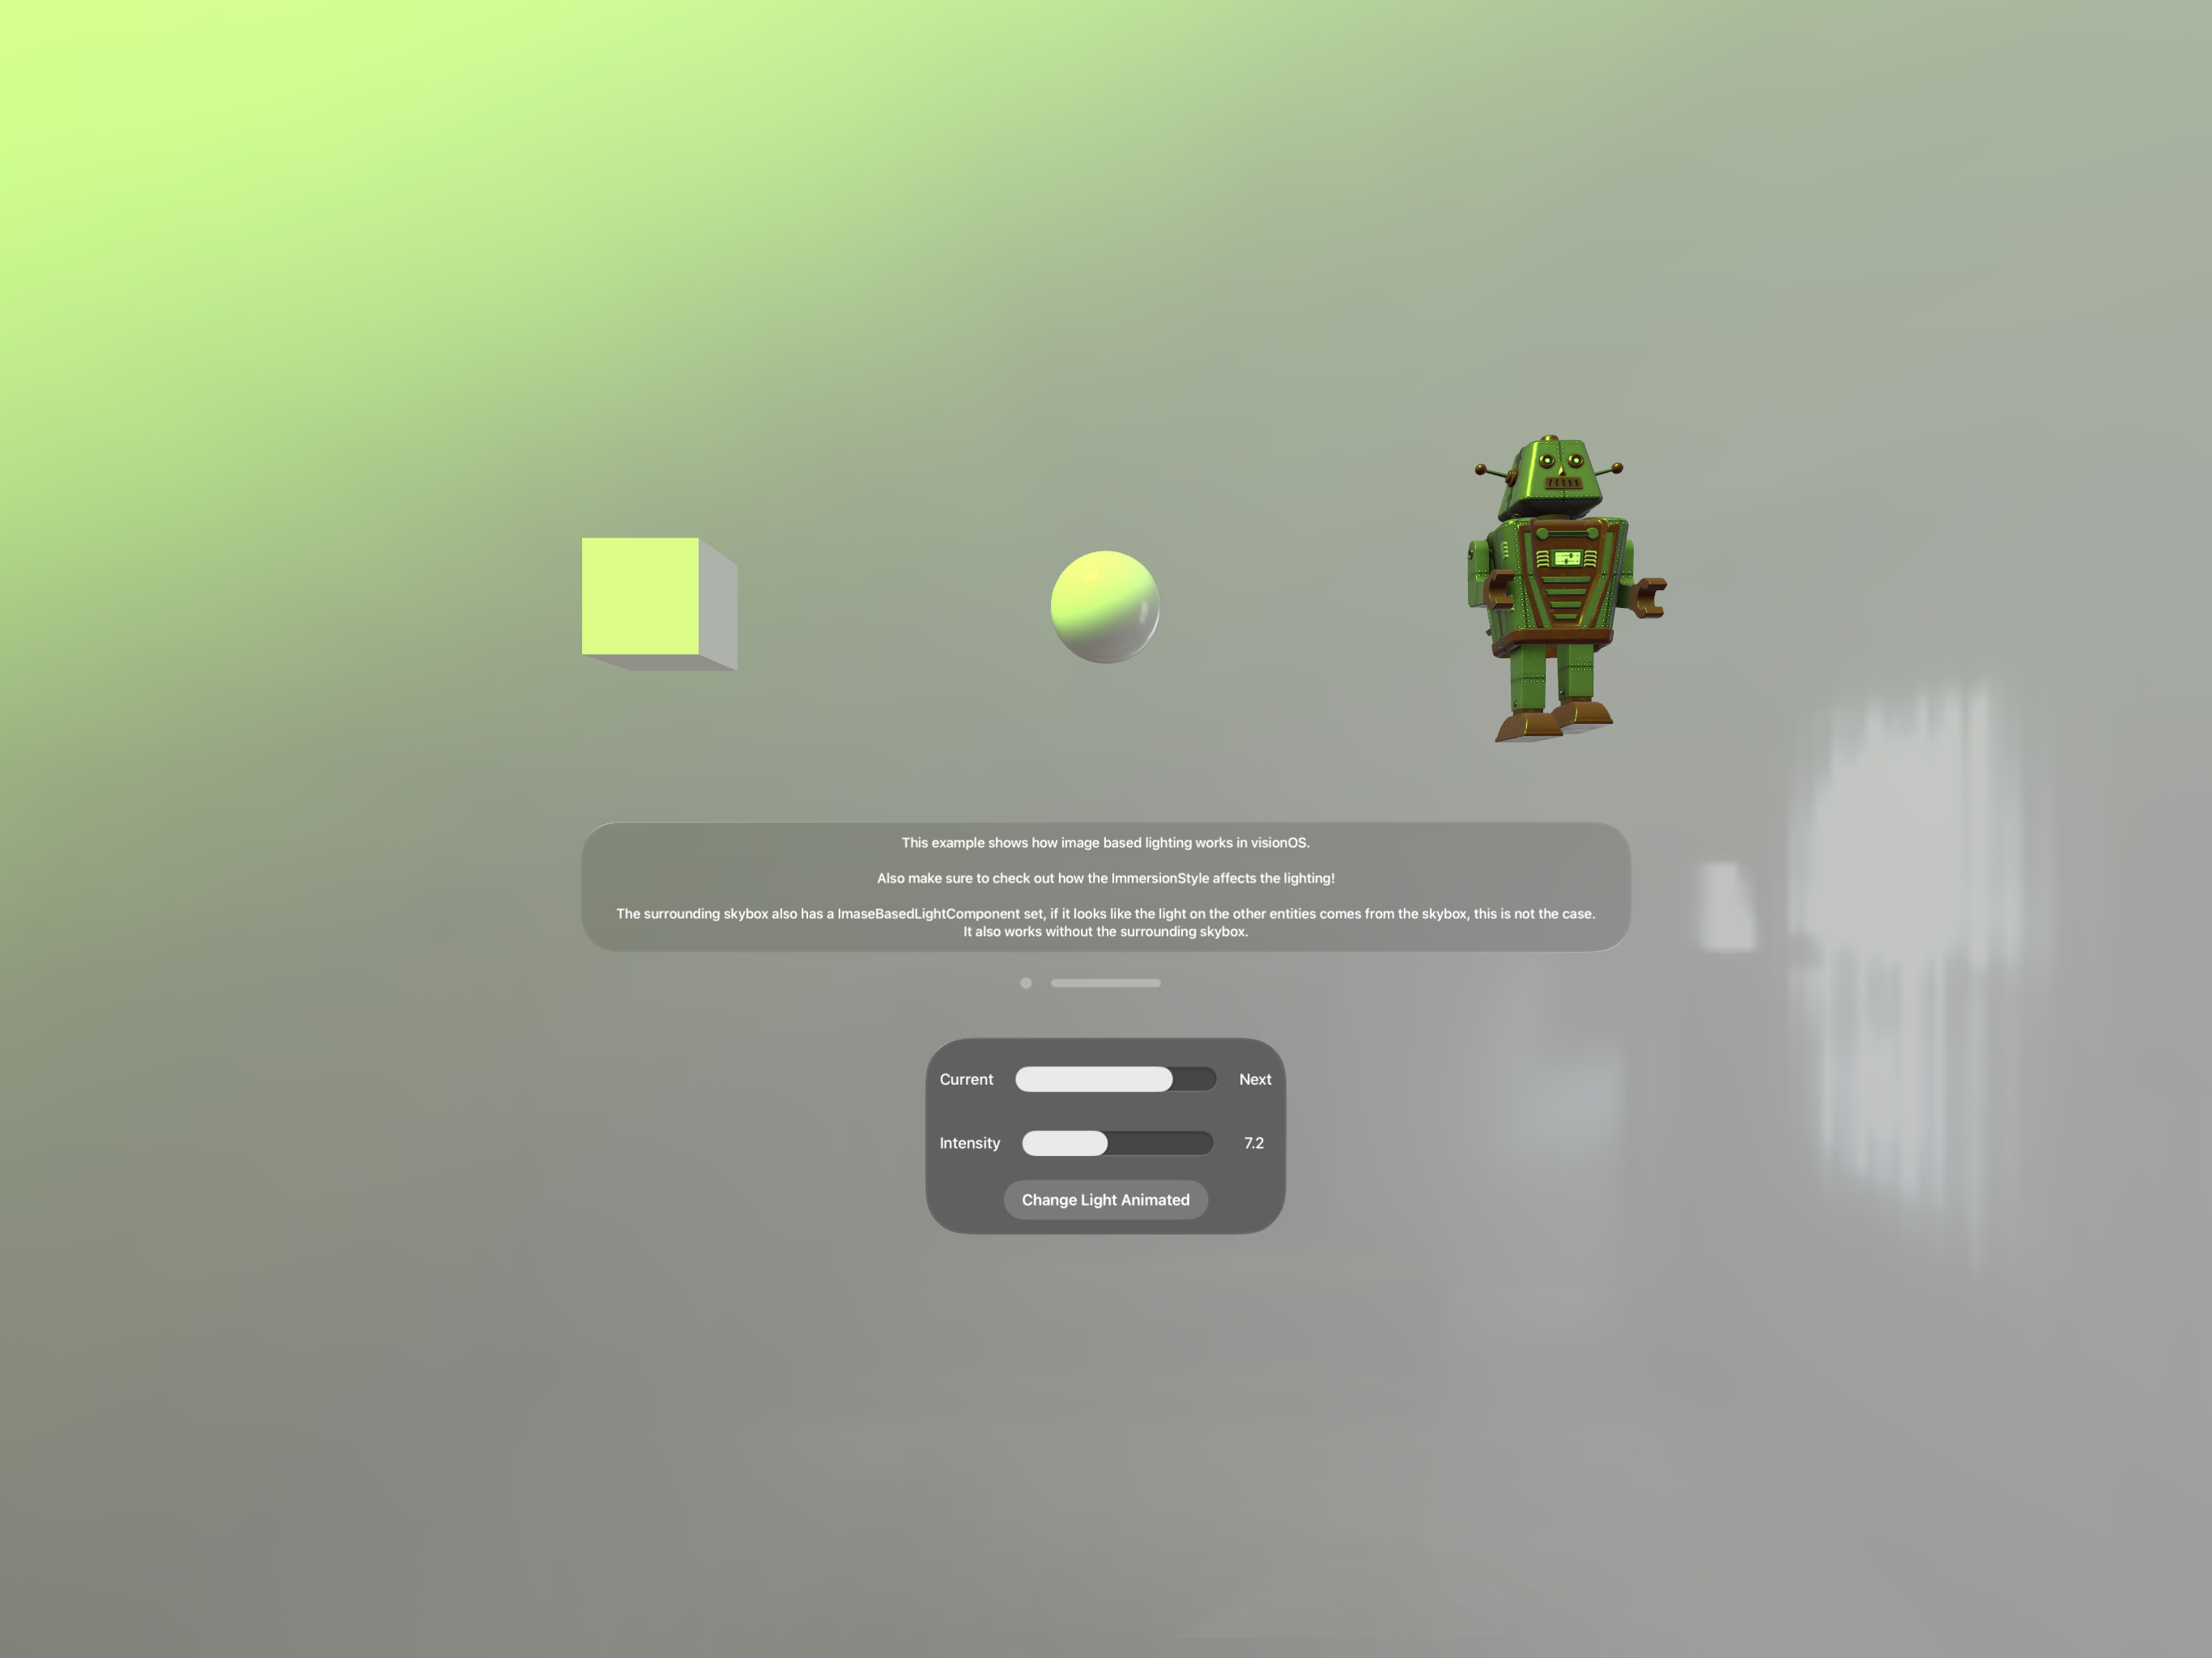 This example shows how image based lighting works in visionOS.
Also make sure to check out how the ImmersionStyle affects the lighting!
The surrounding skybox also has a ImaseBasedLightComponent set, if it looks like the light on the other entities comes from the skybox, this is not the case.
It also works without the surrounding skybox.
Current Next
Intensity 7.2
Change Light Animated